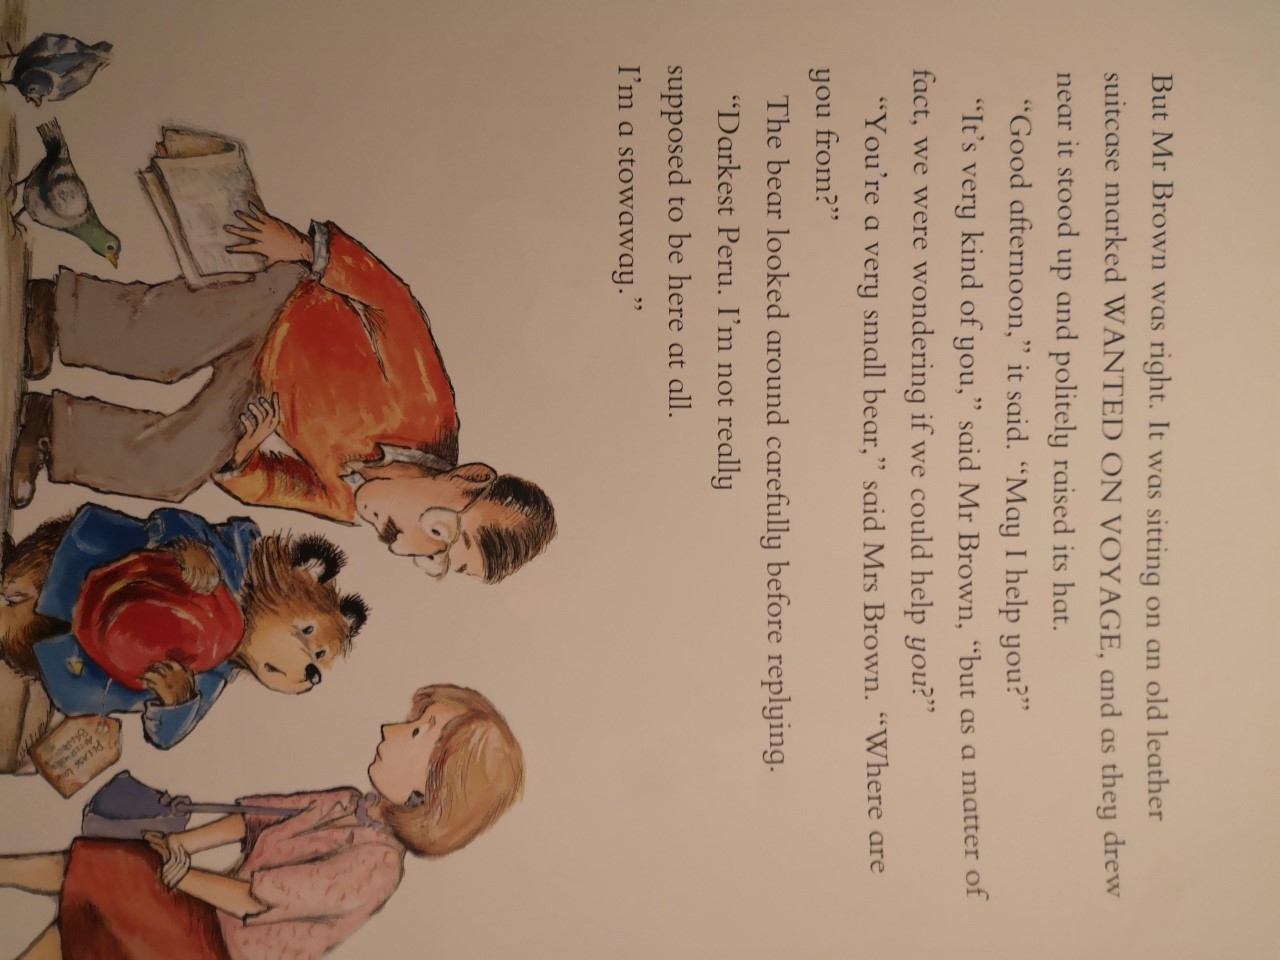 But Mr Brown was right. It was sitting on an old leather
suitcase marked WANTED ON VOYAGE, and as they drew
near it stood up and politely raised its hat.
“Good afternoon,” it said. “May I help you?”
“It’s very kind of you,” said Mr Brown, “but as a matter of
fact, we were wondering if we could help you?”
“You’re a very small bear,” said Mrs Brown. “Where are
you from?”
The bear looked around carefully before replying.
“Darkest Peru. I’m not really
supposed to be here at all.
I’m a stowaway.”
PLEASE